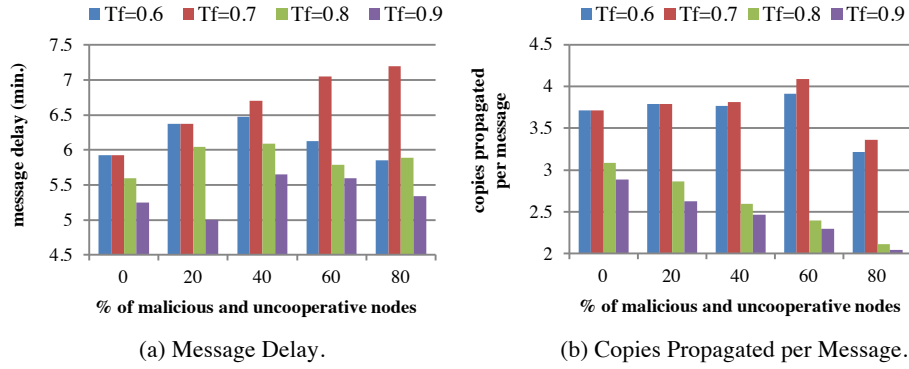 Tf=0.6 Tf=0.7 Tf=0.8 Tf=0.9
7.5
7
6.5
6
5.5
5
4.5
message delay (min.)
0 20 40 60 80
% of malicious and uncooperative nodes
(a) Message Delay.
Tf=0.6 Tf=0.7 Tf=0.8 Tf=0.9
4.5
4
3.5
3
2.5
2
copies propagated
per message
0 20 40 60 80
% of malicious and uncooperative nodes
(b) Copies Propagated per Message.